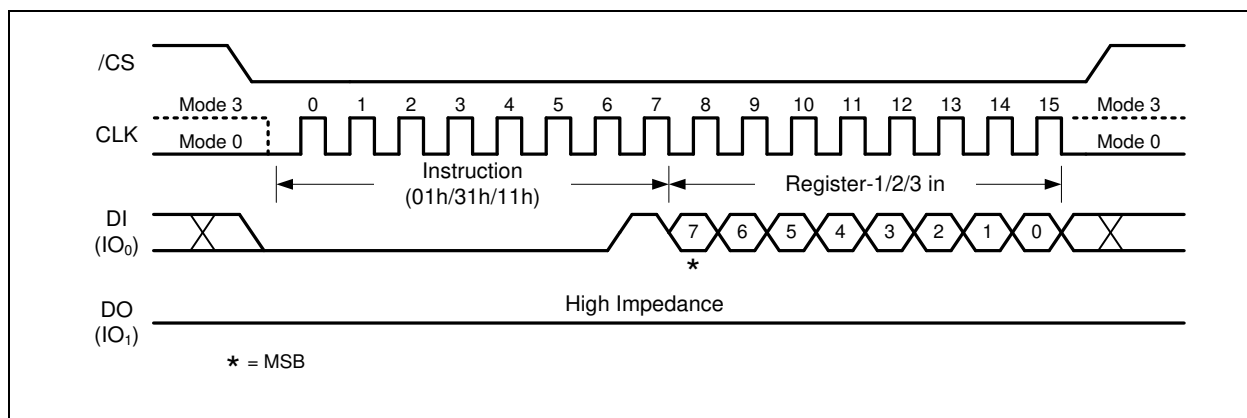 /CS
Mode 3
0 1 2 3 4 5 6 7 8 9 10 11 12 13 14 15
Mode 3
CLK
Mode 0
Mode 0
Instruction
(01h/31h/11h)
Register-1/2/3 in
DI
(IO₀)
7 6 5 4 3 2 1 0
*
High Impedance
DO
(IO₁)
* = MSB